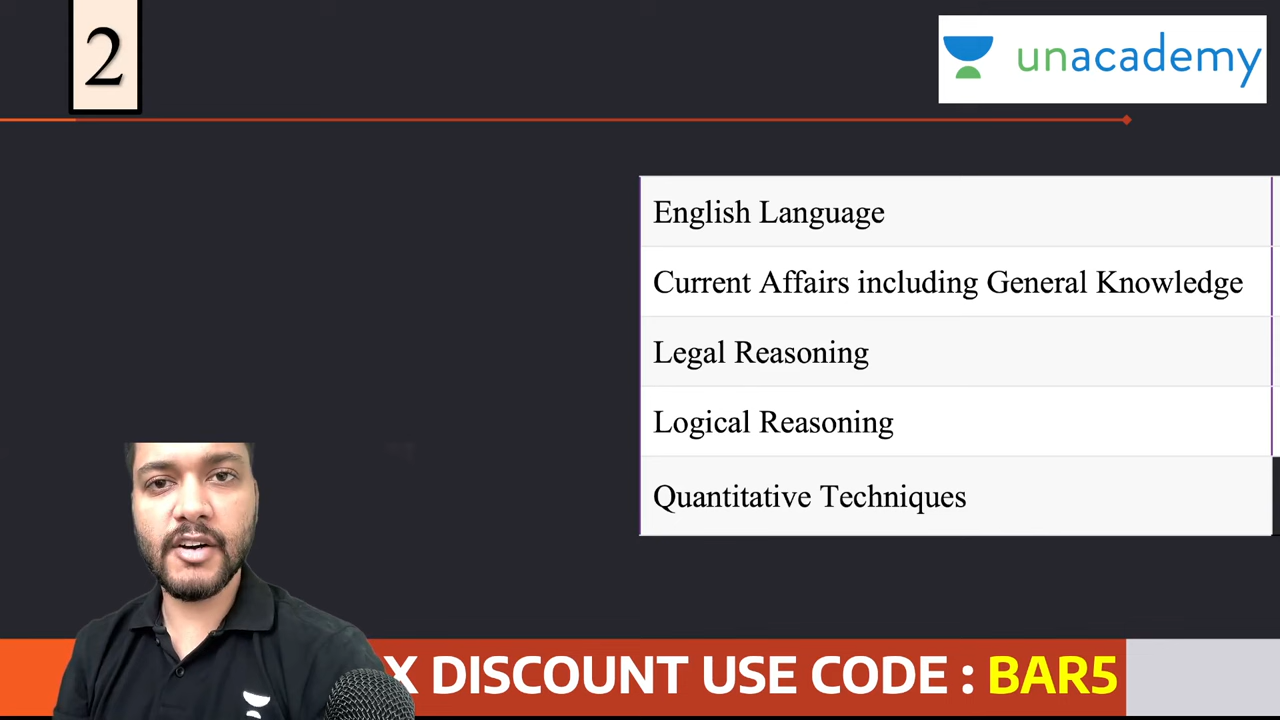 2
unacademy
English Language
Current Affairs including General Knowledge
Legal Reasoning
Logical Reasoning
Quantitative Techniques
X DISCOUNT USE CODE : BAR5